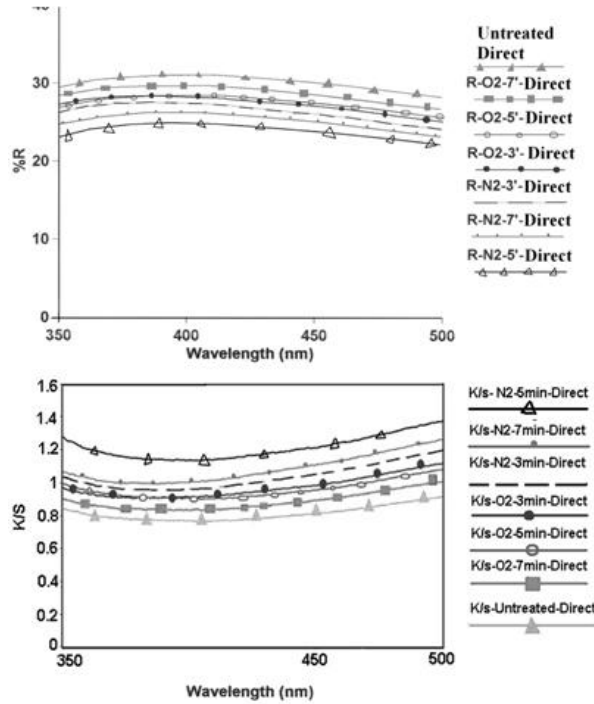 %R
40
30
20
10
0
350
400
450
500
Wavelength (nm)
Untreated
Direct
R-O2-7'-Direct
R-O2-5'-Direct
R-O2-3'-Direct
R-N2-3'-Direct
R-N2-7'-Direct
R-N2-5'-Direct
K/S
1.6
1.4
1.2
1
0.8
0.6
0.4
0.2
0
350
400
450
500
Wavelength (nm)
K/s- N2-5min-Direct
K/s-N2-7min-Direct
K/s-N2-3min-Direct
K/s-O2-3min-Direct
K/s-O2-5min-Direct
K/s-O2-7min-Direct
K/s-Untreated-Direct